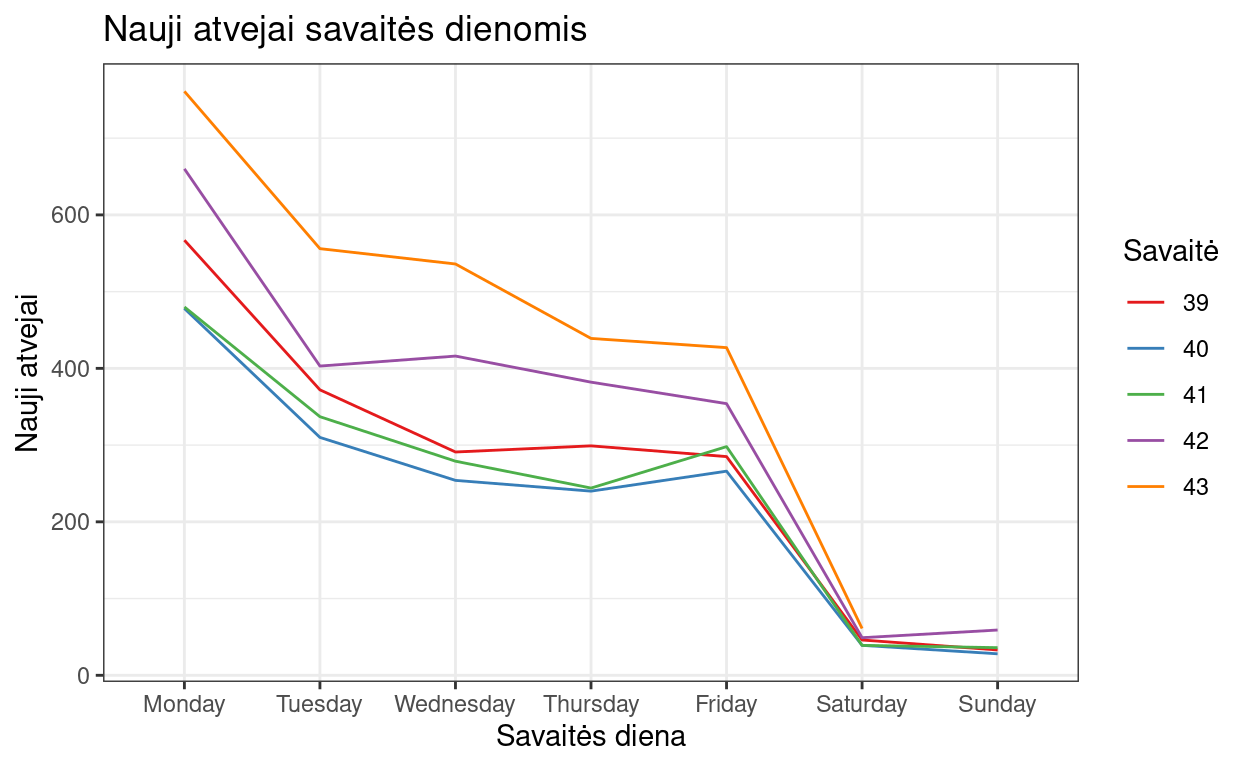 Nauji atvejai savaitės dienomis
Nauji atvejai
600
400
200
0
Monday Tuesday Wednesday Thursday Friday Saturday Sunday
Savaitės diena
Savaitė
39
40
41
42
43